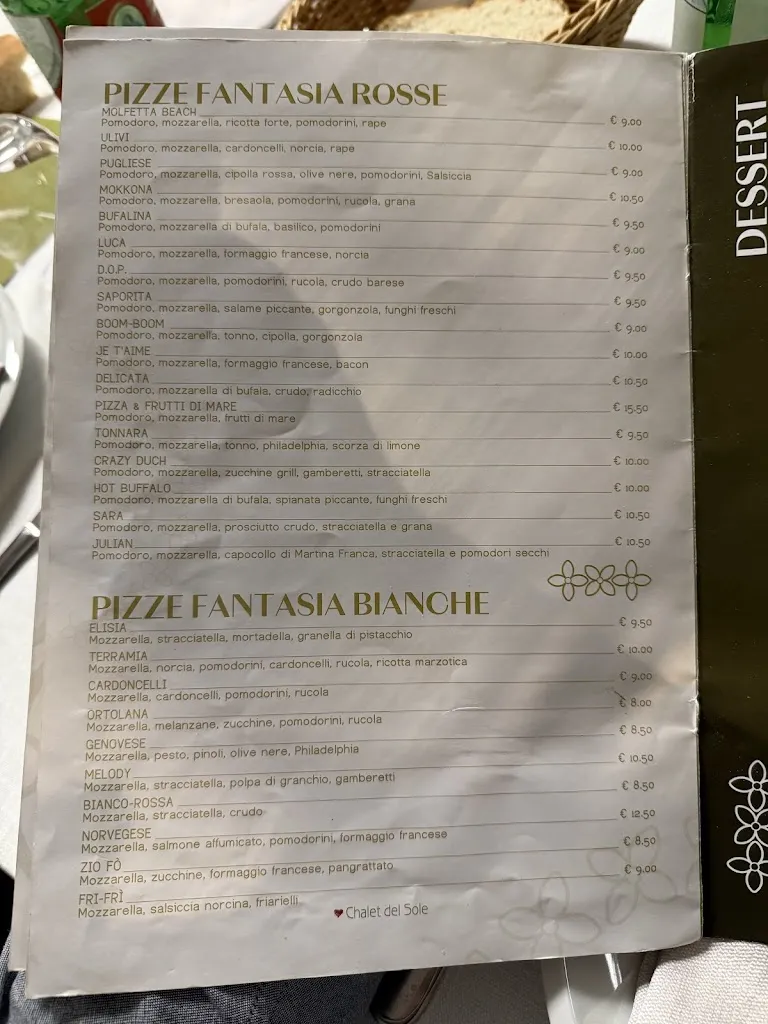 PIZZE FANTASIA ROSSE
MOLFETTA BEACH € 9.00
Pomodoro, mozzarella, ricotta forte, pomodorini, rape
ULIVI € 10.00
Pomodoro, mozzarella, cardoncelli, norcia, rape
PUGLIESE € 9.00
Pomodoro, mozzarella, cipolla rossa, olive nere, pomodorini, Salsiccia
MOKKONA € 10.50
Pomodoro, mozzarella, bresaola, pomodorini, rucola, grana
BUFALINA € 9.50
Pomodoro, mozzarella di bufala, basilico, pomodorini
LUCA € 9.00
Pomodoro, mozzarella, formaggio francese, norcia
D.O.P. € 9.50
Pomodoro, mozzarella, pomodorini, rucola, crudo barese
SAPORITA € 9.50
Pomodoro, mozzarella, salame piccante, gorgonzola, funghi freschi
BOOM-BOOM € 9.00
Pomodoro, mozzarella, tonno, cipolla, gorgonzola
JE T'AIME € 10.00
Pomodoro, mozzarella, formaggio francese, bacon
DELICATA € 10.50
Pomodoro, mozzarella di bufala, crudo, radicchio
PIZZA & FRUTTI DI MARE € 15.50
Pomodoro, mozzarella, frutti di mare
TONNARA € 9.50
Pomodoro, mozzarella, tonno, philadelphia, scorza di limone
CRAZY DUCH € 10.00
Pomodoro, mozzarella, zucchine grill, gamberetti, stracciatella
HOT BUFFALO € 10.00
Pomodoro, mozzarella di bufala, spianata piccante, funghi freschi
SARA € 10.50
Pomodoro, mozzarella, prosciutto crudo, stracciatella e grana
JULIAN € 10.50
Pomodoro, mozzarella, capocollo di Martina Franca, stracciatella e pomodori secchi
PIZZE FANTASIA BIANCHE
ELISIA € 9.50
Mozzarella, stracciatella, mortadella, granella di pistacchio
TERRAMIA € 10.00
Mozzarella, norcia, pomodorini, cardoncelli, rucola, ricotta marzotica
CARDONCELLI € 9.00
Mozzarella, cardoncelli, pomodorini, rucola
ORTOLANA € 8.00
Mozzarella, melanzane, zucchine, pomodorini, rucola
GENOVESE € 8.50
Mozzarella, pesto, pinoli, olive nere, Philadelphia
MELODY € 10.50
Mozzarella, stracciatella, polpa di granchio, gamberetti
BIANCO-ROSSA € 8.50
Mozzarella, stracciatella, crudo
NORVEGESE € 12.50
Mozzarella, salmone affumicato, pomodorini, formaggio francese
ZIO FÒ € 8.50
Mozzarella, zucchine, formaggio francese, pangrattato
FRI-FRÌ € 9.00
Mozzarella, salsiccia norcina, friarielli
Chalet del Sole
DESSERT